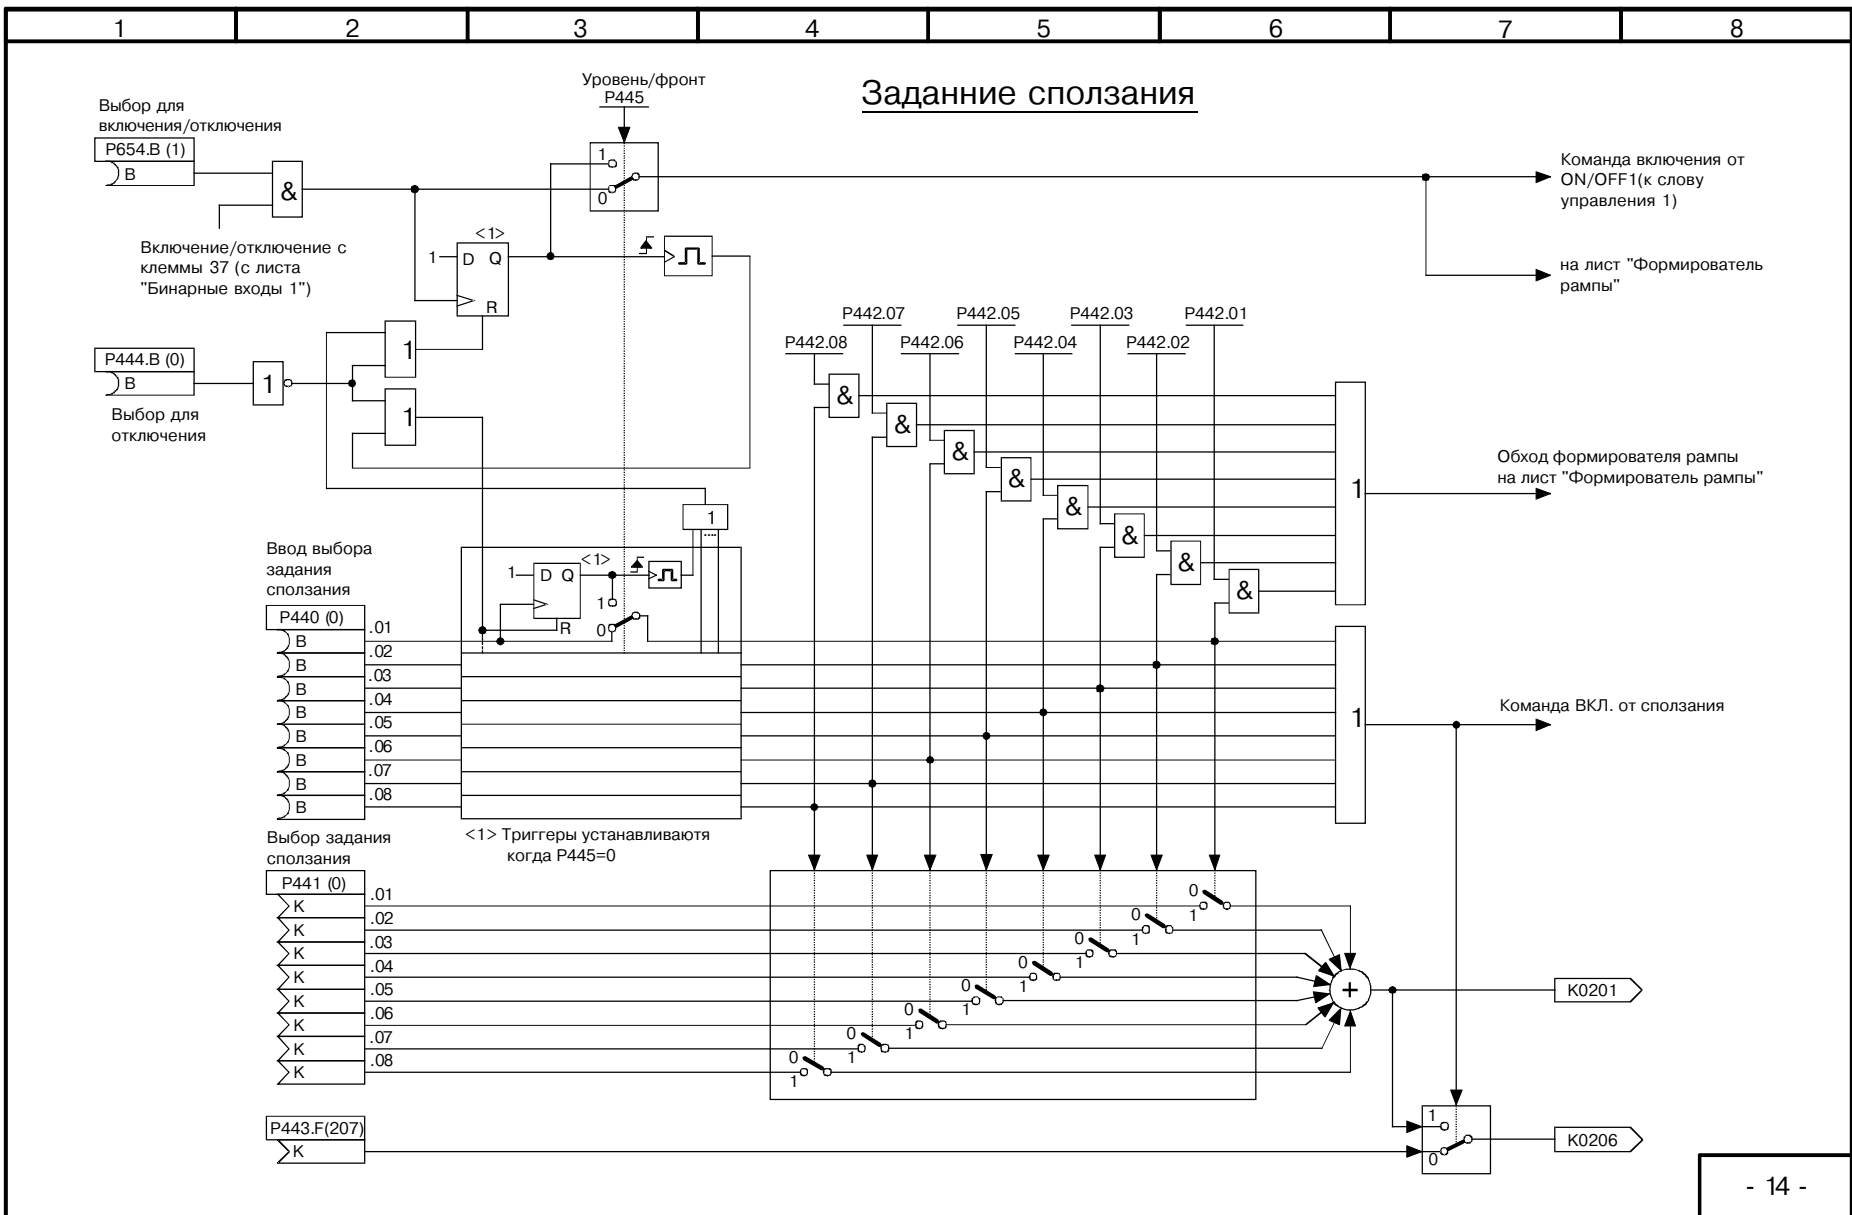 1 2 3 4 5 6 7 8
Заданние сползания
Уровень/фронт
P445
Выбор для
включения/отключения
P654.B (1)
B
&
1
0
Команда включения от
ON/OFF1(к слову
управления 1)
Включение/отключение с
клеммы 37 (с листа
"Бинарные входы 1")
<1>
1 D Q
R
на лист "Формирователь
рампы"
P444.B (0)
B
1
1
1
Выбор для
отключения
P442.07 P442.05 P442.03 P442.01
P442.08 P442.06 P442.04 P442.02
&
&
&
&
&
&
&
&
1
Обход формирователя рампы
на лист "Формирователь рампы"
1
Ввод выбора
задания
сползания
<1>
1 D Q
R
1
0
P440 (0)
B .01
B .02
B .03
B .04
B .05
B .06
B .07
B .08
1
Команда ВКЛ. от сползания
<1> Триггеры устанавливаютя
когда P445=0
Выбор задания
сползания
P441 (0)
K .01
K .02
K .03
K .04
K .05
K .06
K .07
K .08
0
1
0
1
0
1
0
1
0
1
0
1
0
1
0
1
+
K0201
P443.F(207)
K
1
0
K0206
- 14 -